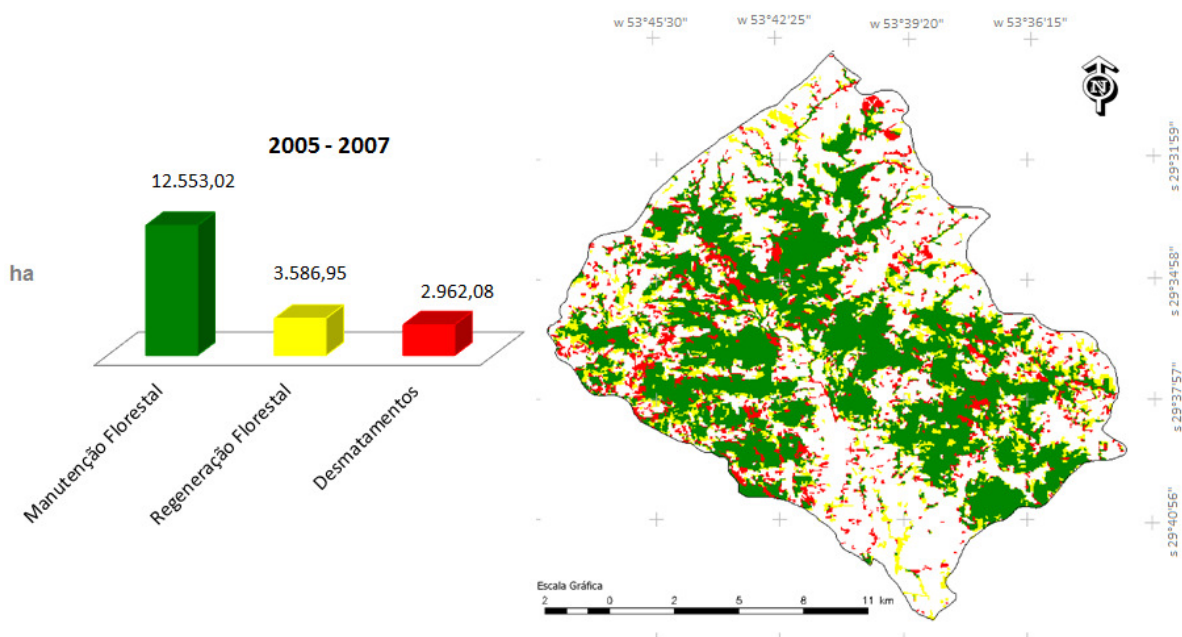 w 53°45'30"
w 53°42'25"
w 53°39'20"
w 53°36'15"
N
2005 - 2007
12.553,02
3.586,95
2.962,08
ha
Manutenção Florestal
Regeneração Florestal
Desmatamentos
s 29°31'59"
s 29°34'58"
s 29°37'57"
s 29°40'56"
Escala Gráfica
2 0 2 5 8 11 km